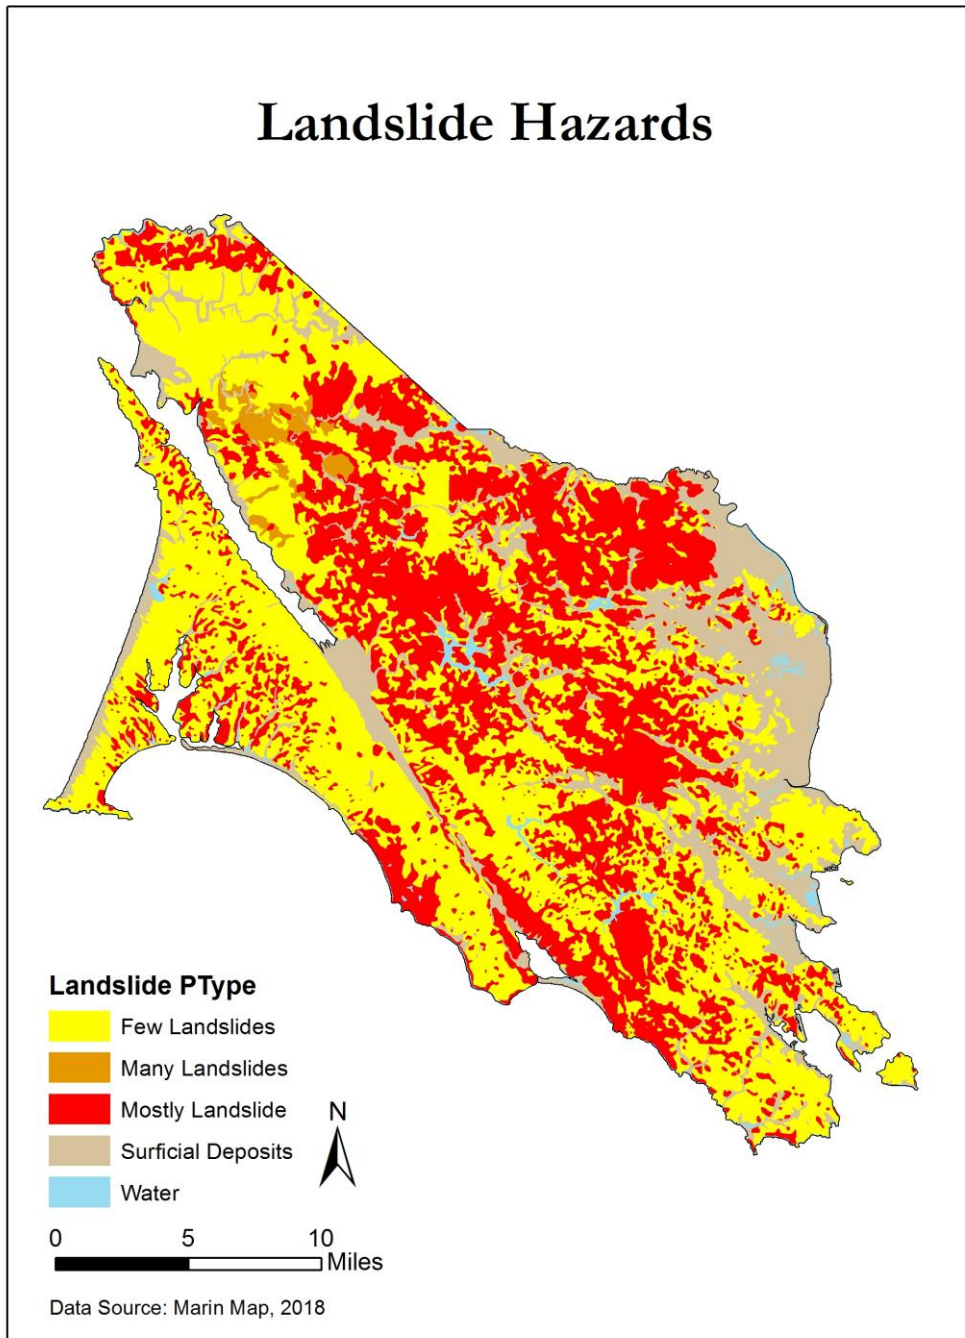 Landslide Hazards
Landslide PType
Few Landslides
Many Landslides
Mostly Landslide
Surficial Deposits
Water
N
0 5 10
Miles
Data Source: Marin Map, 2018